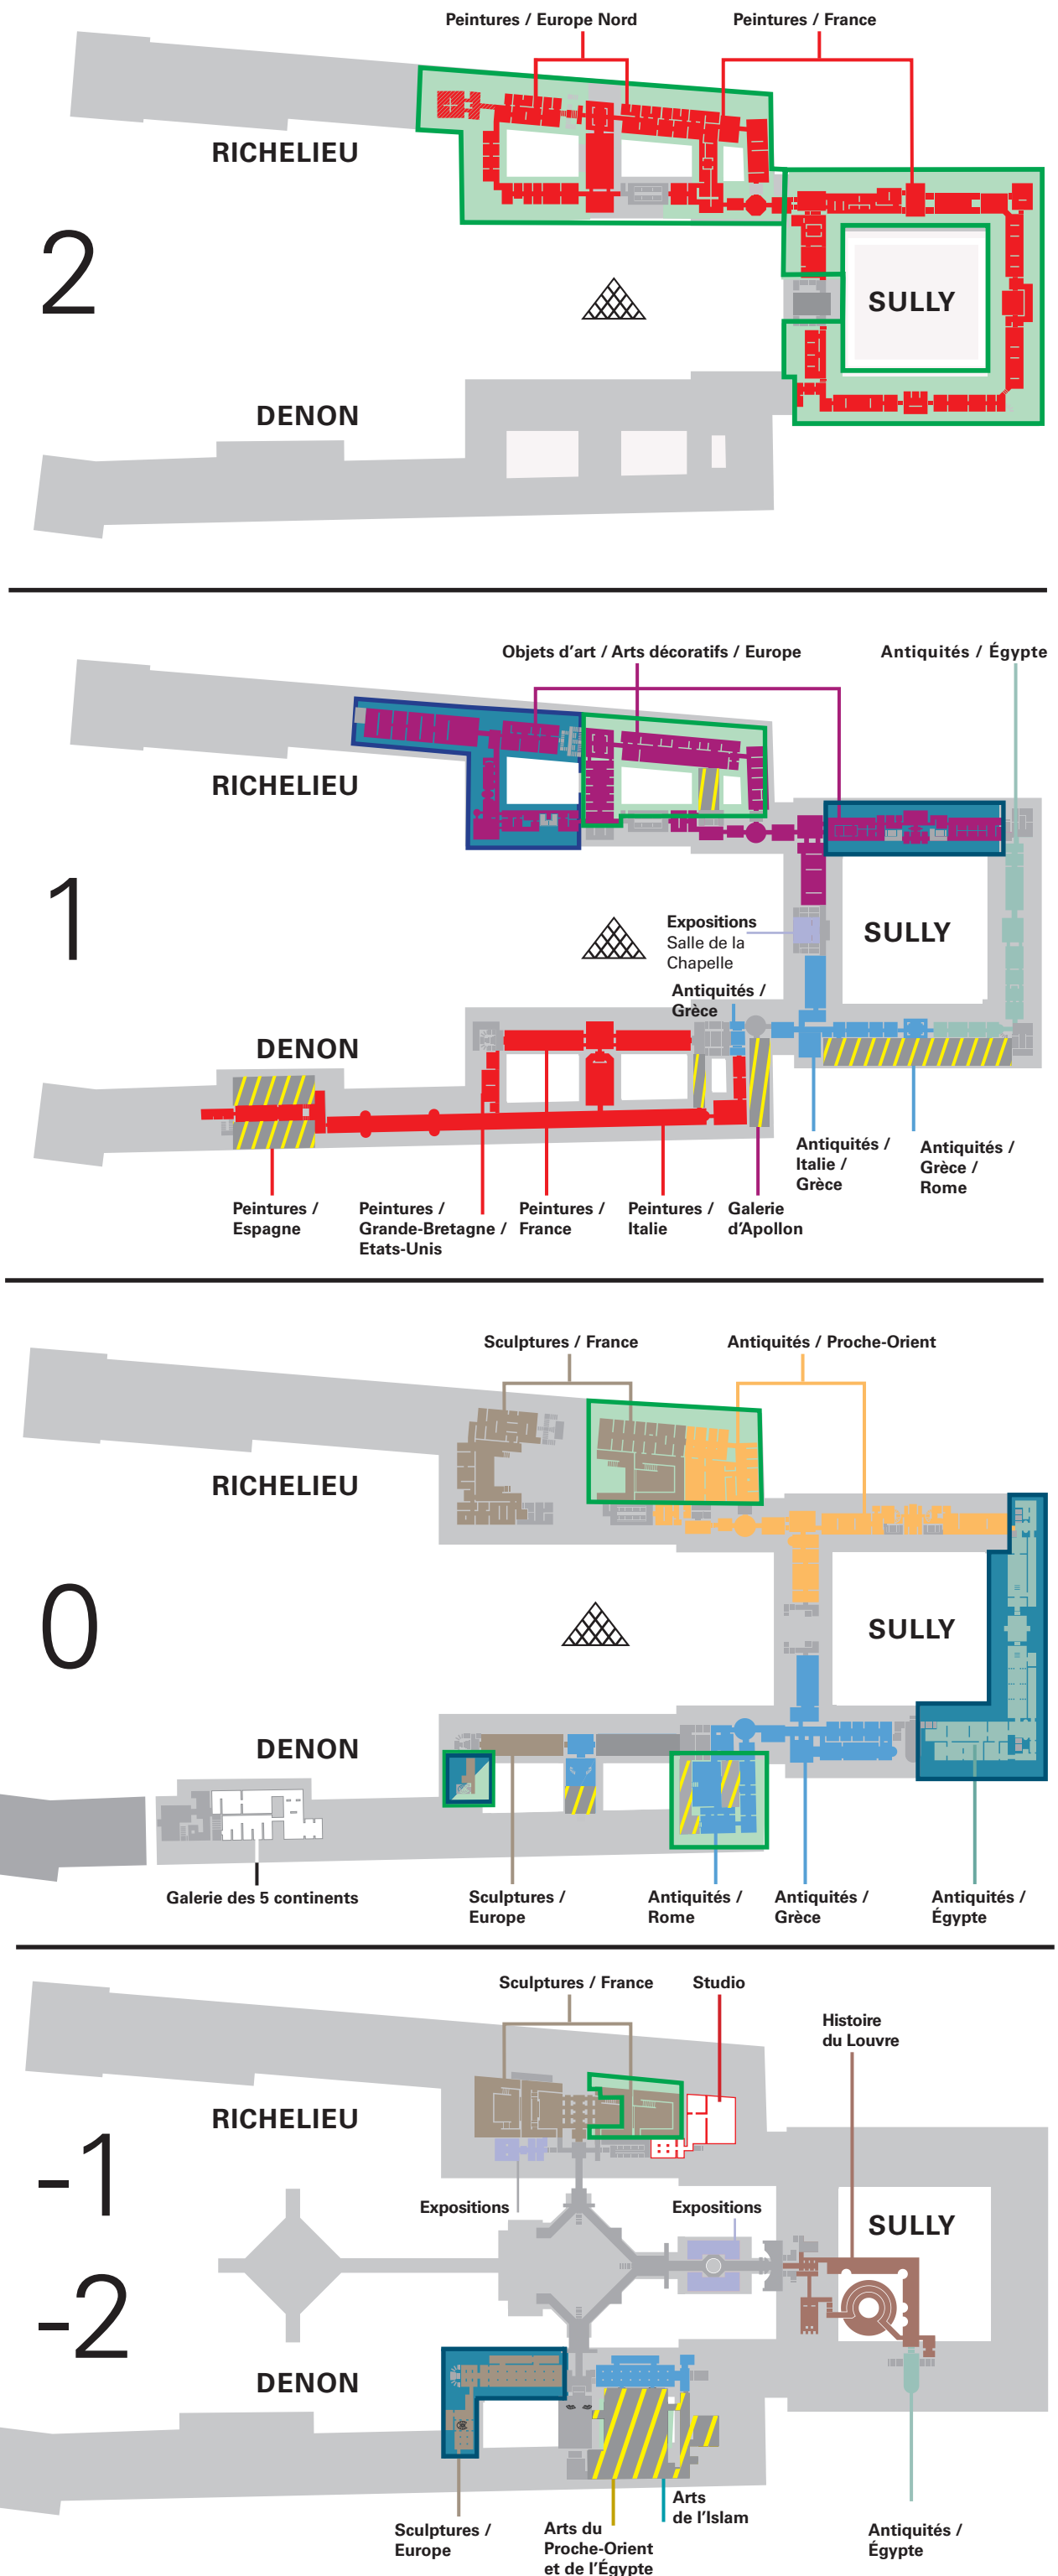 Peintures / Europe Nord
Peintures / France
RICHELIEU
2
SULLY
DENON
Objets d'art / Arts décoratifs / Europe
Antiquités / Égypte
RICHELIEU
1
Expositions
Salle de la
Chapelle
SULLY
Antiquités /
Grèce
DENON
Antiquités /
Italie /
Grèce
Antiquités /
Grèce /
Rome
Peintures /
Espagne
Peintures /
Grande-Bretagne /
Etats-Unis
Peintures /
France
Peintures /
Italie
Galerie
d'Apollon
Sculptures / France
Antiquités / Proche-Orient
RICHELIEU
0
SULLY
DENON
Galerie des 5 continents
Sculptures /
Europe
Antiquités /
Rome
Antiquités /
Grèce
Antiquités /
Égypte
Sculptures / France
Studio
Histoire
du Louvre
RICHELIEU
-1
Expositions
Expositions
SULLY
-2
DENON
Arts
de l'Islam
Sculptures /
Europe
Arts du
Proche-Orient
et de l'Égypte
Antiquités /
Égypte